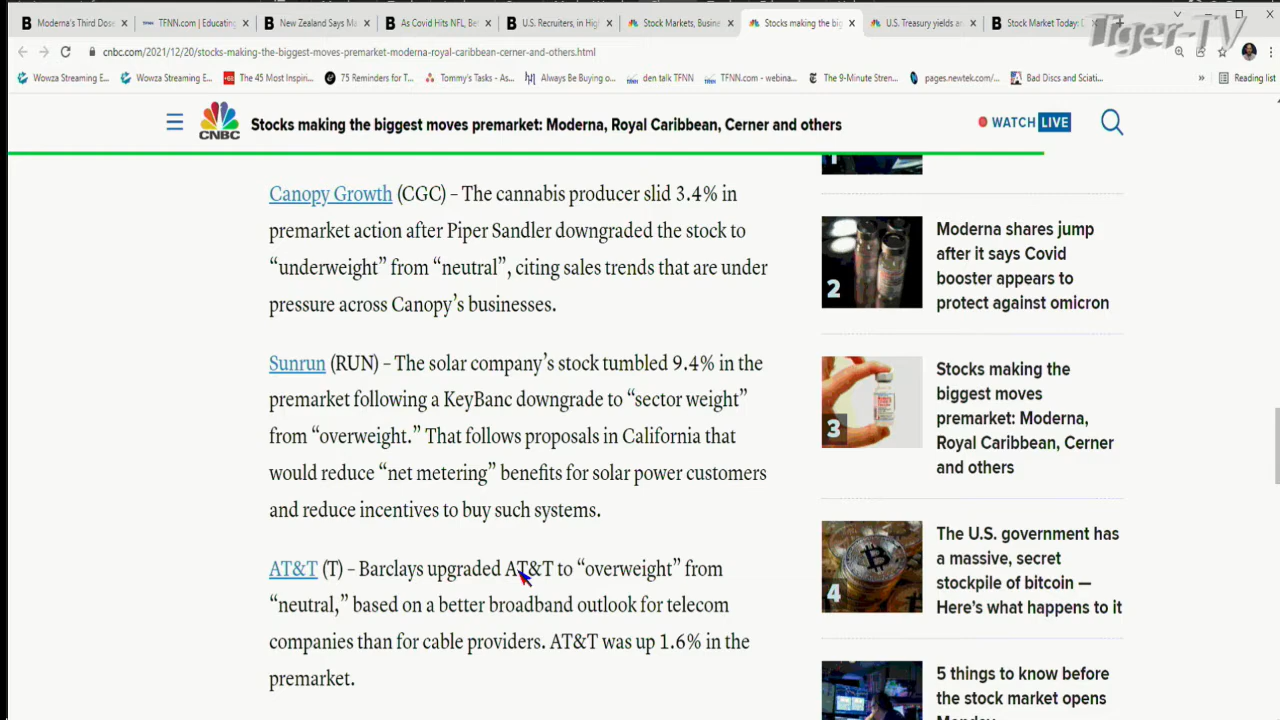 Moderna's Third Dose
TFNN.com | Educating
New Zealand Says Ma
As Covid Hits NFL, Be
U.S. Recruiters, in Hig
Stock Markets, Busine
Stocks making the big
U.S. Treasury yields a
Stock Market Today:
Tiger-TV
cnbc.com/2021/12/20/stocks-making-the-biggest-moves-premarket-moderna-royal-caribbean-cerner-and-others.html
Wowza Streaming E...
Wowza Streaming E...
The 45 Most Inspirin...
75 Reminders for T...
Tommy's Tasks - As...
Always Be Buying o...
den talk TFNN
TFNN.com - webina...
The 9-Minute Stren...
pages.newtek.com/...
Bad Discs and Sciati...
»
Reading list
CNBC
Stocks making the biggest moves premarket: Moderna, Royal Caribbean, Cerner and others
WATCH LIVE
Canopy Growth (CGC) – The cannabis producer slid 3.4% in
premarket action after Piper Sandler downgraded the stock to
“underweight” from “neutral”, citing sales trends that are under
pressure across Canopy’s businesses.
Sunrun (RUN) – The solar company’s stock tumbled 9.4% in the
premarket following a KeyBanc downgrade to “sector weight”
from “overweight.” That follows proposals in California that
would reduce “net metering” benefits for solar power customers
and reduce incentives to buy such systems.
AT&T (T) – Barclays upgraded AT&T to “overweight” from
“neutral,” based on a better broadband outlook for telecom
companies than for cable providers. AT&T was up 1.6% in the
premarket.
1
2
Moderna shares jump
after it says Covid
booster appears to
protect against omicron
3
Stocks making the
biggest moves
premarket: Moderna,
Royal Caribbean, Cerner
and others
4
The U.S. government has
a massive, secret
stockpile of bitcoin —
Here's what happens to it
5 things to know before
the stock market opens
Monday